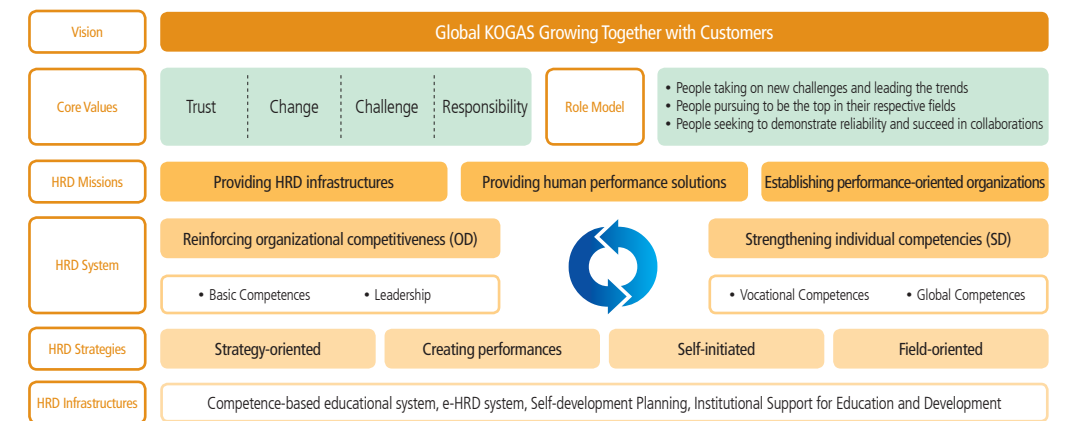 Vision
Global KOGAS Growing Together with Customers
Core Values
Trust
Change
Challenge
Responsibility
Role Model
• People taking on new challenges and leading the trends
• People pursuing to be the top in their respective fields
• People seeking to demonstrate reliability and succeed in collaborations
HRD Missions
Providing HRD infrastructures
Providing human performance solutions
Establishing performance-oriented organizations
HRD System
Reinforcing organizational competitiveness (OD)
• Basic Competences
• Leadership
Strengthening individual competencies (SD)
• Vocational Competences
• Global Competences
HRD Strategies
Strategy-oriented
Creating performances
Self-initiated
Field-oriented
HRD Infrastructures
Competence-based educational system, e-HRD system, Self-development Planning, Institutional Support for Education and Development